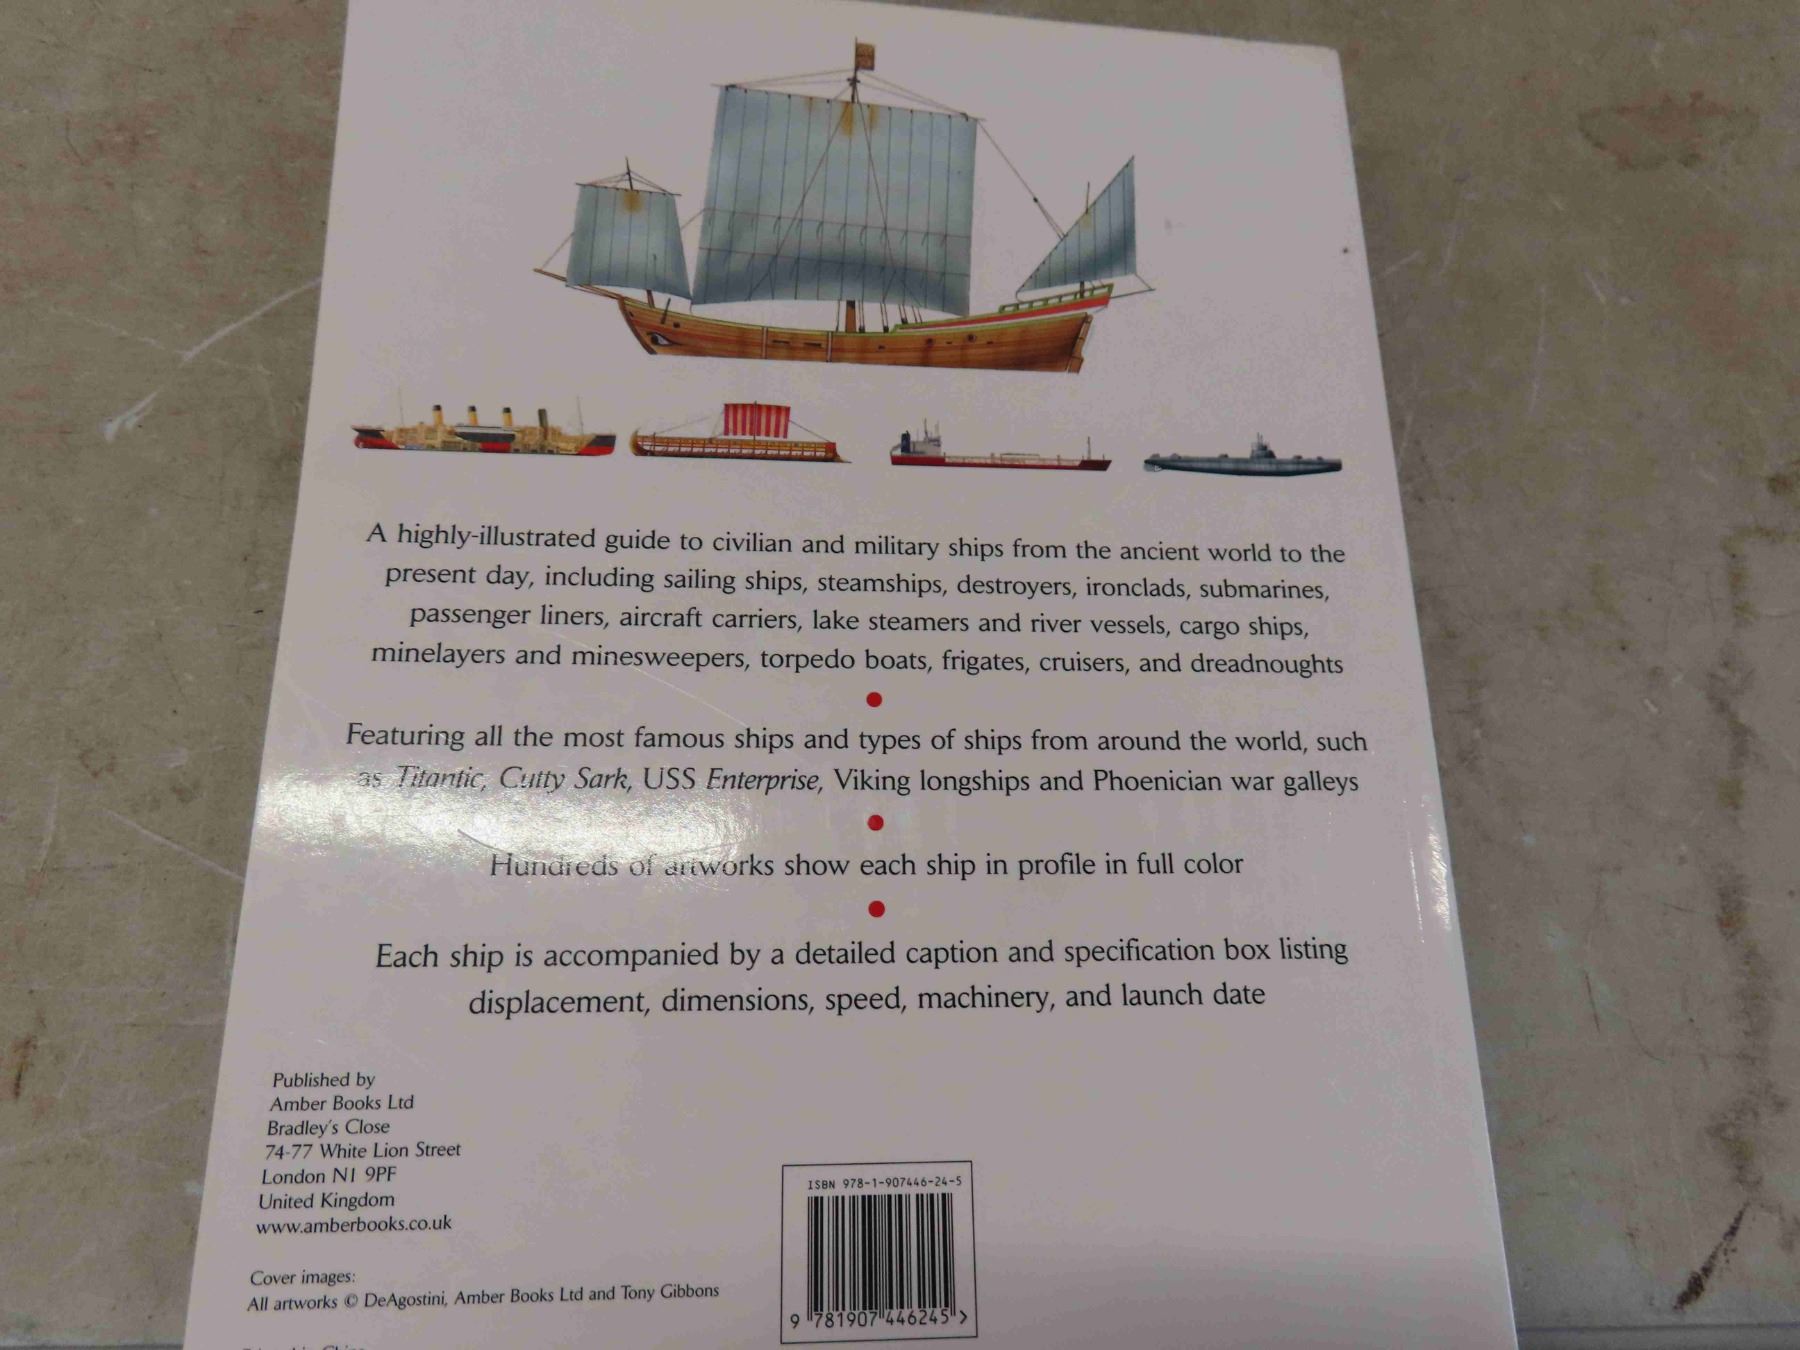 A highly-illustrated guide to civilian and military ships from the ancient world to the
present day, including sailing ships, steamships, destroyers, ironclads, submarines,
passenger liners, aircraft carriers, lake steamers and river vessels, cargo ships,
minelayers and minesweepers, torpedo boats, frigates, cruisers, and dreadnoughts
Featuring all the most famous ships and types of ships from around the world, such
as Titantic, Cutty Sark, USS Enterprise, Viking longships and Phoenician war galleys
Hundreds of artworks show each ship in profile in full color
Each ship is accompanied by a detailed caption and specification box listing
displacement, dimensions, speed, machinery, and launch date
Published by
Amber Books Ltd
Bradley's Close
74-77 White Lion Street
London N1 9PF
United Kingdom
www.amberbooks.co.uk
Cover images:
All artworks © DeAgostini, Amber Books Ltd and Tony Gibbons
ISBN 978-1-907446-24-5
9 781907 446245 >